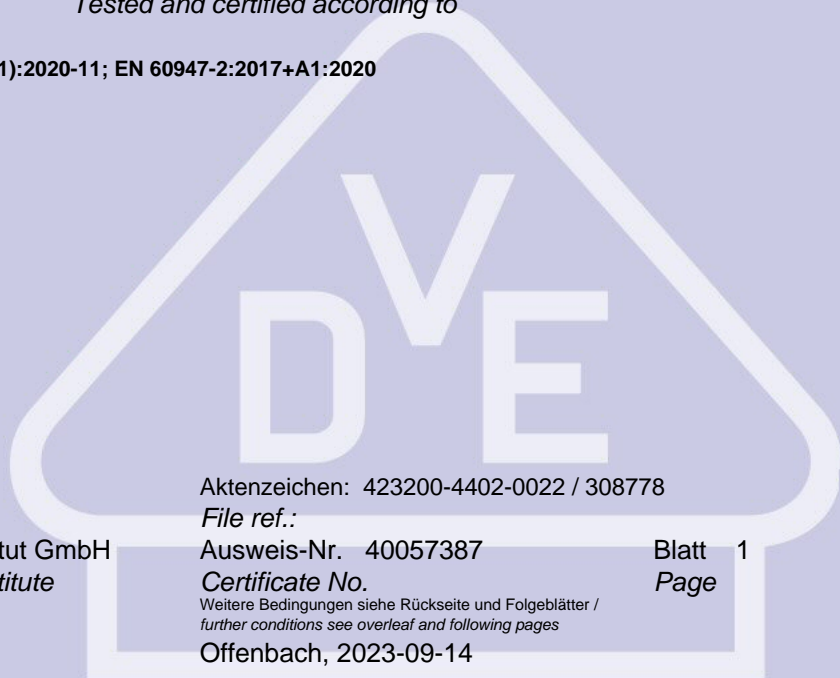 Tested and certified according to
1):2020-11; EN 60947-2:2017+A1:2020
VDE
Aktenzeichen: 423200-4402-0022 / 308778
File ref.:
tut GmbH Ausweis-Nr. 40057387 Blatt 1
titute Certificate No. Page
Weitere Bedingungen siehe Rückseite und Folgeblätter /
further conditions see overleaf and following pages
Offenbach, 2023-09-14